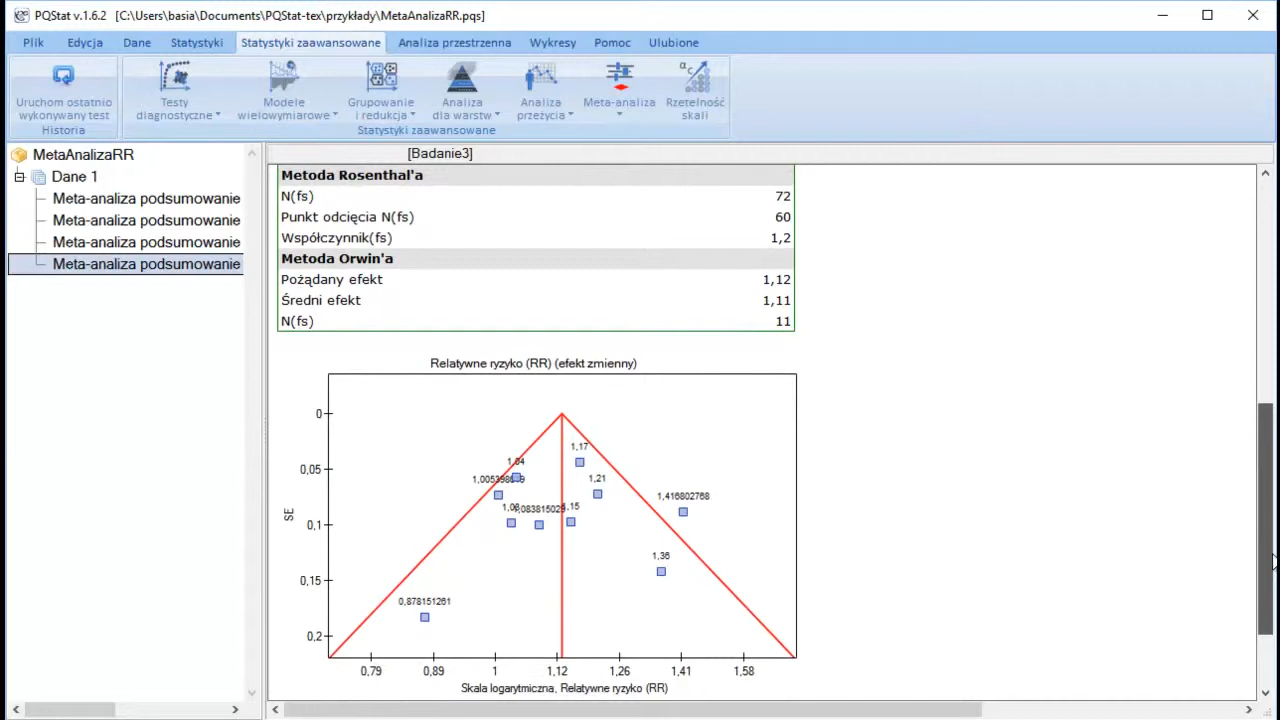 PQStat v.1.6.2 [C:\Users\basia\Documents\PQStat-tex\przykłady\MetaAnalizaRR.pqs]
Plik Edycja Dane Statystyki Statystyki zaawansowane Analiza przestrzenna Wykresy Pomoc Ulubione
Uruchom ostatnio wykonywany test
Historia
Testy diagnostyczne
Modele wielowymiarowe
Grupowanie i redukcja
Analiza dla warstw
Analiza przeżycia
Meta-analiza
Rzetelność skali
Statystyki zaawansowane
MetaAnalizaRR
Dane 1
Meta-analiza podsumowanie
Meta-analiza podsumowanie
Meta-analiza podsumowanie
Meta-analiza podsumowanie
[Badanie3]
Metoda Rosenthal'a
N(fs) 72
Punkt odcięcia N(fs) 60
Współczynnik(fs) 1,2
Metoda Orwin'a
Pożądany efekt 1,12
Średni efekt 1,11
N(fs) 11
Relatywne ryzyko (RR) (efekt zmienny)
SE
0
0,05
0,1
0,15
0,2
1,17
1,04
1,21
1,416802768
1,15
1,36
0,878151261
0,79 0,89 1 1,12 1,26 1,41 1,58
Skala logarytmiczna, Relatywne ryzyko (RR)